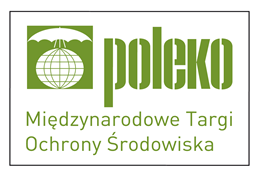 poleko
Międzynarodowe Targi
Ochrony Środowiska